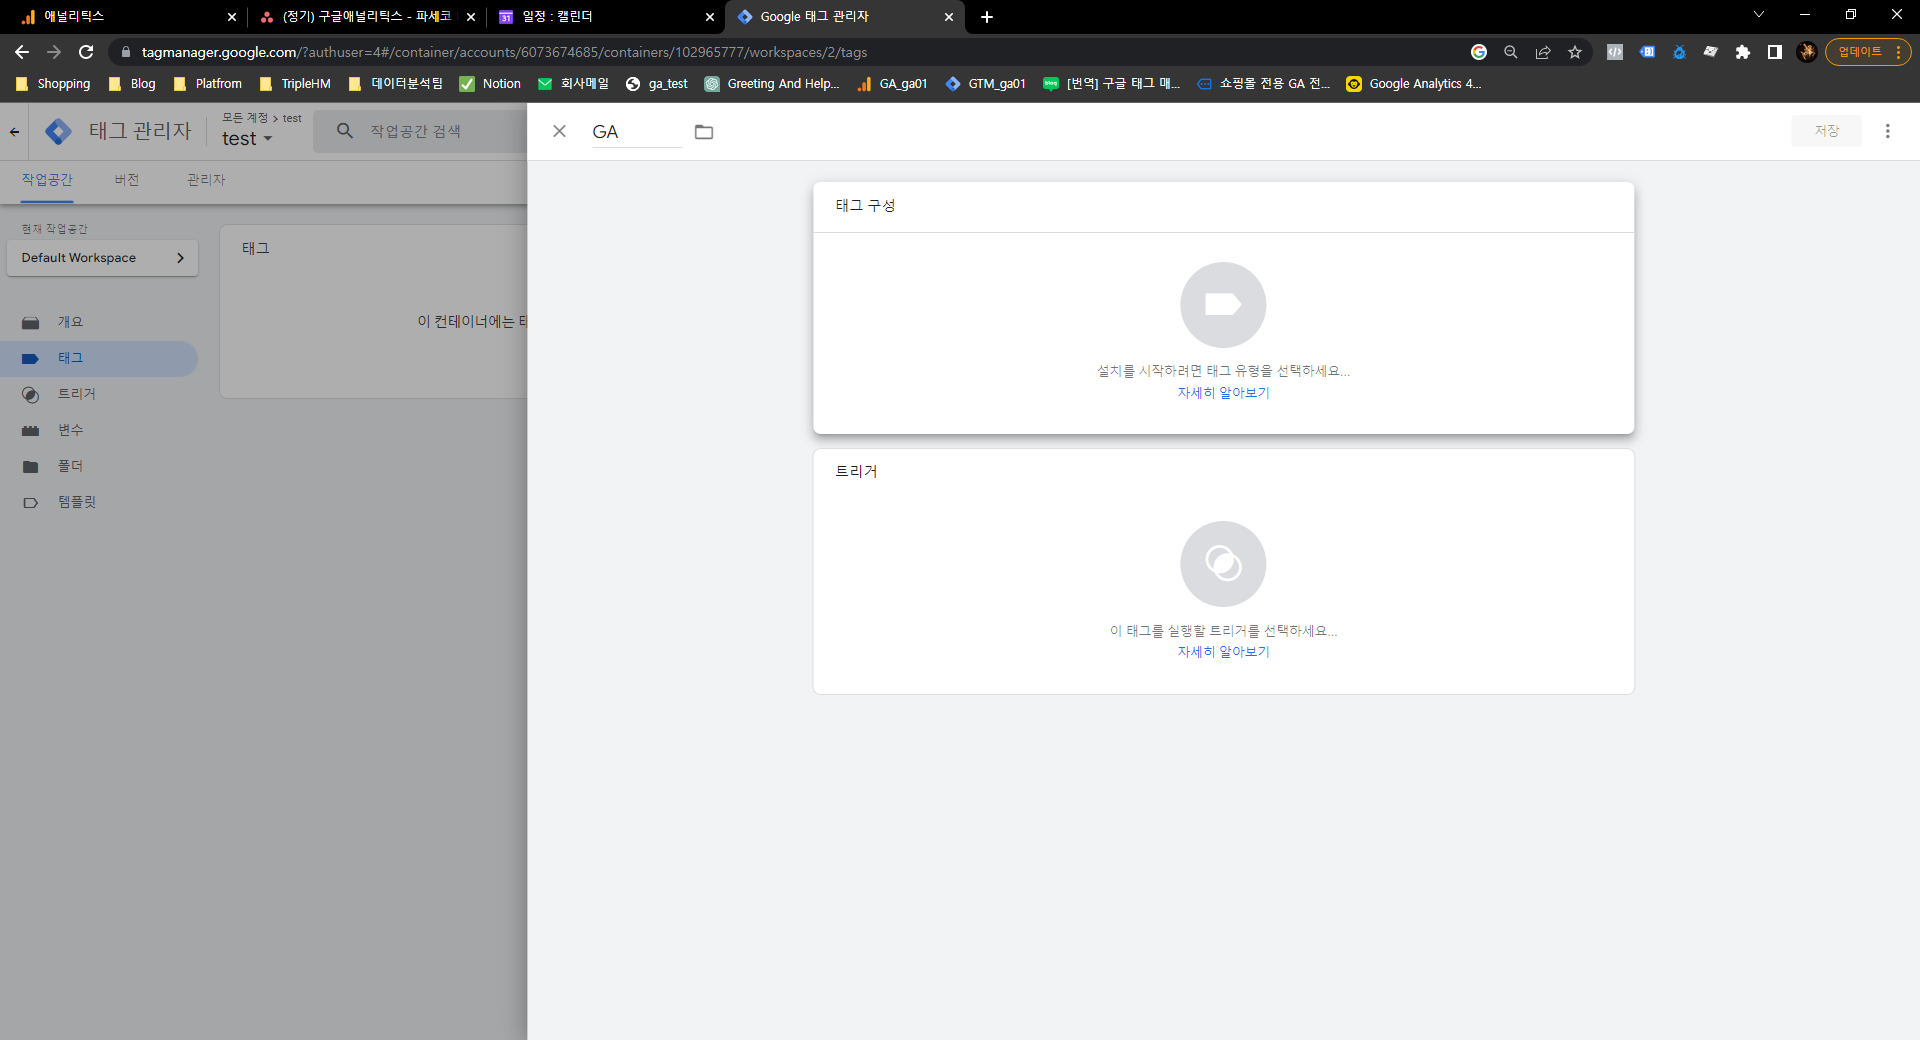 애널리틱스
(정기) 구글애널리틱스 - 파세코
일정 : 캘린더
Google 태그 관리자
tagmanager.google.com/?authuser=4#/container/accounts/6073674685/containers/102965777/workspaces/2/tags
업데이트
Shopping
Blog
Platfrom
TripleHM
데이터분석팀
Notion
회사메일
ga_test
Greeting And Help...
GA_ga01
GTM_ga01
[번역] 구글 태그 매...
쇼핑몰 전용 GA 전...
Google Analytics 4...
태그 관리자
모든 계정 > test
test
작업공간 검색
GA
저장
작업공간
버전
관리자
현재 작업공간
Default Workspace
개요
태그
트리거
변수
폴더
템플릿
태그
이 컨테이너에는 태
태그 구성
설치를 시작하려면 태그 유형을 선택하세요...
자세히 알아보기
트리거
이 태그를 실행할 트리거를 선택하세요...
자세히 알아보기